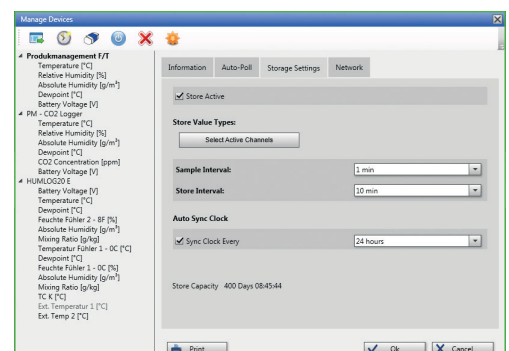 Manage Devices
Produkmanagement F/T
Temperature [°C]
Relative Humidity [%]
Absolute Humidity [g/m³]
Dewpoint [°C]
Battery Voltage [V]
PM - CO2 Logger
Temperature [°C]
Relative Humidity [%]
Absolute Humidity [g/m³]
Dewpoint [°C]
CO2 Concentration [ppm]
Battery Voltage [V]
HUMLOG20 E
Battery Voltage [V]
Temperature [°C]
Dewpoint [°C]
Feuchte Fühler 2 - 8F [%]
Absolute Humidity [g/m³]
Mixing Ratio [g/kg]
Temperatur Fühler 1 - 0C [°C]
Dewpoint [°C]
Feuchte Fühler 1 - 0C [%]
Absolute Humidity [g/m³]
Mixing Ratio [g/kg]
TC K [°C]
Ext. Temperatur 1 [°C]
Ext. Temp 2 [°C]
Information Auto-Poll Storage Settings Network
Store Active
Store Value Types:
Select Active Channels
Sample Interval: 1 min
Store Interval: 10 min
Auto Sync Clock
Sync Clock Every 24 hours
Store Capacity 400 Days 08:45:44
Print Ok Cancel